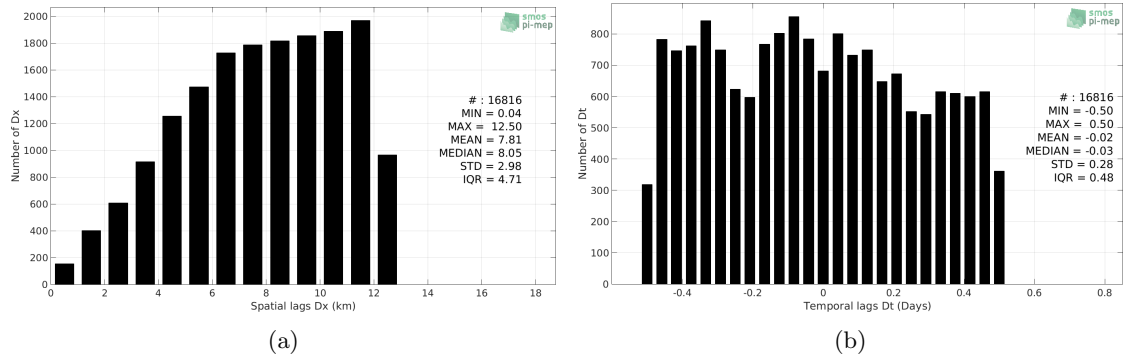 2000
1800
1600
1400
1200
1000
800
600
400
200
0
Number of Dx
smos
pi-mep
# : 16816
MIN = 0.04
MAX = 12.50
MEAN = 7.81
MEDIAN = 8.05
STD = 2.98
IQR = 4.71
0 2 4 6 8 10 12 14 16 18
Spatial lags Dx (km)
(a)
800
700
600
500
400
300
200
100
0
Number of Dt
smos
pi-mep
# : 16816
MIN = -0.50
MAX = 0.50
MEAN = -0.02
MEDIAN = -0.03
STD = 0.28
IQR = 0.48
-0.4 -0.2 0 0.2 0.4 0.6 0.8
Temporal lags Dt (Days)
(b)